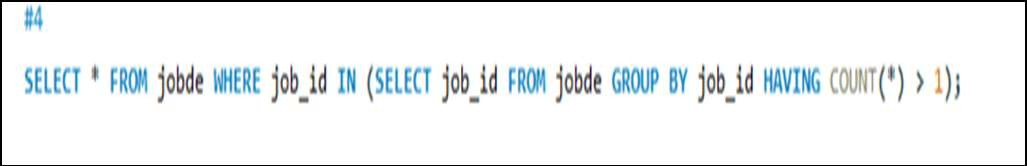 #4
SELECT * FROM jobde WHERE job_id IN (SELECT job_id FROM jobde GROUP BY job_id HAVING COUNT(*) > 1);